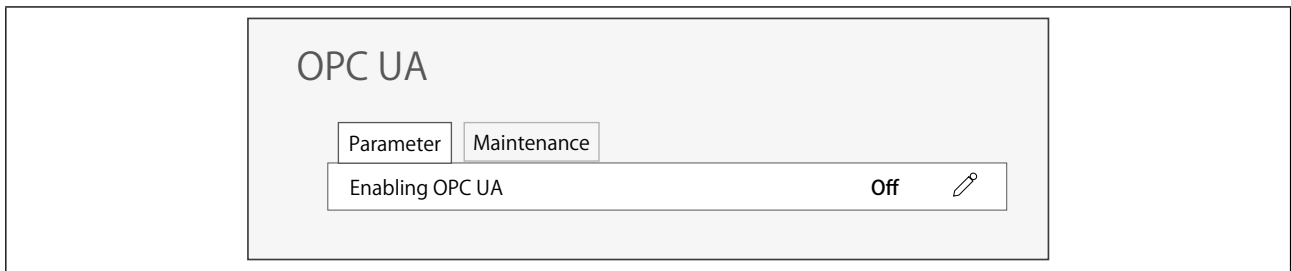 OPC UA
Parameter Maintenance
Enabling OPC UA Off